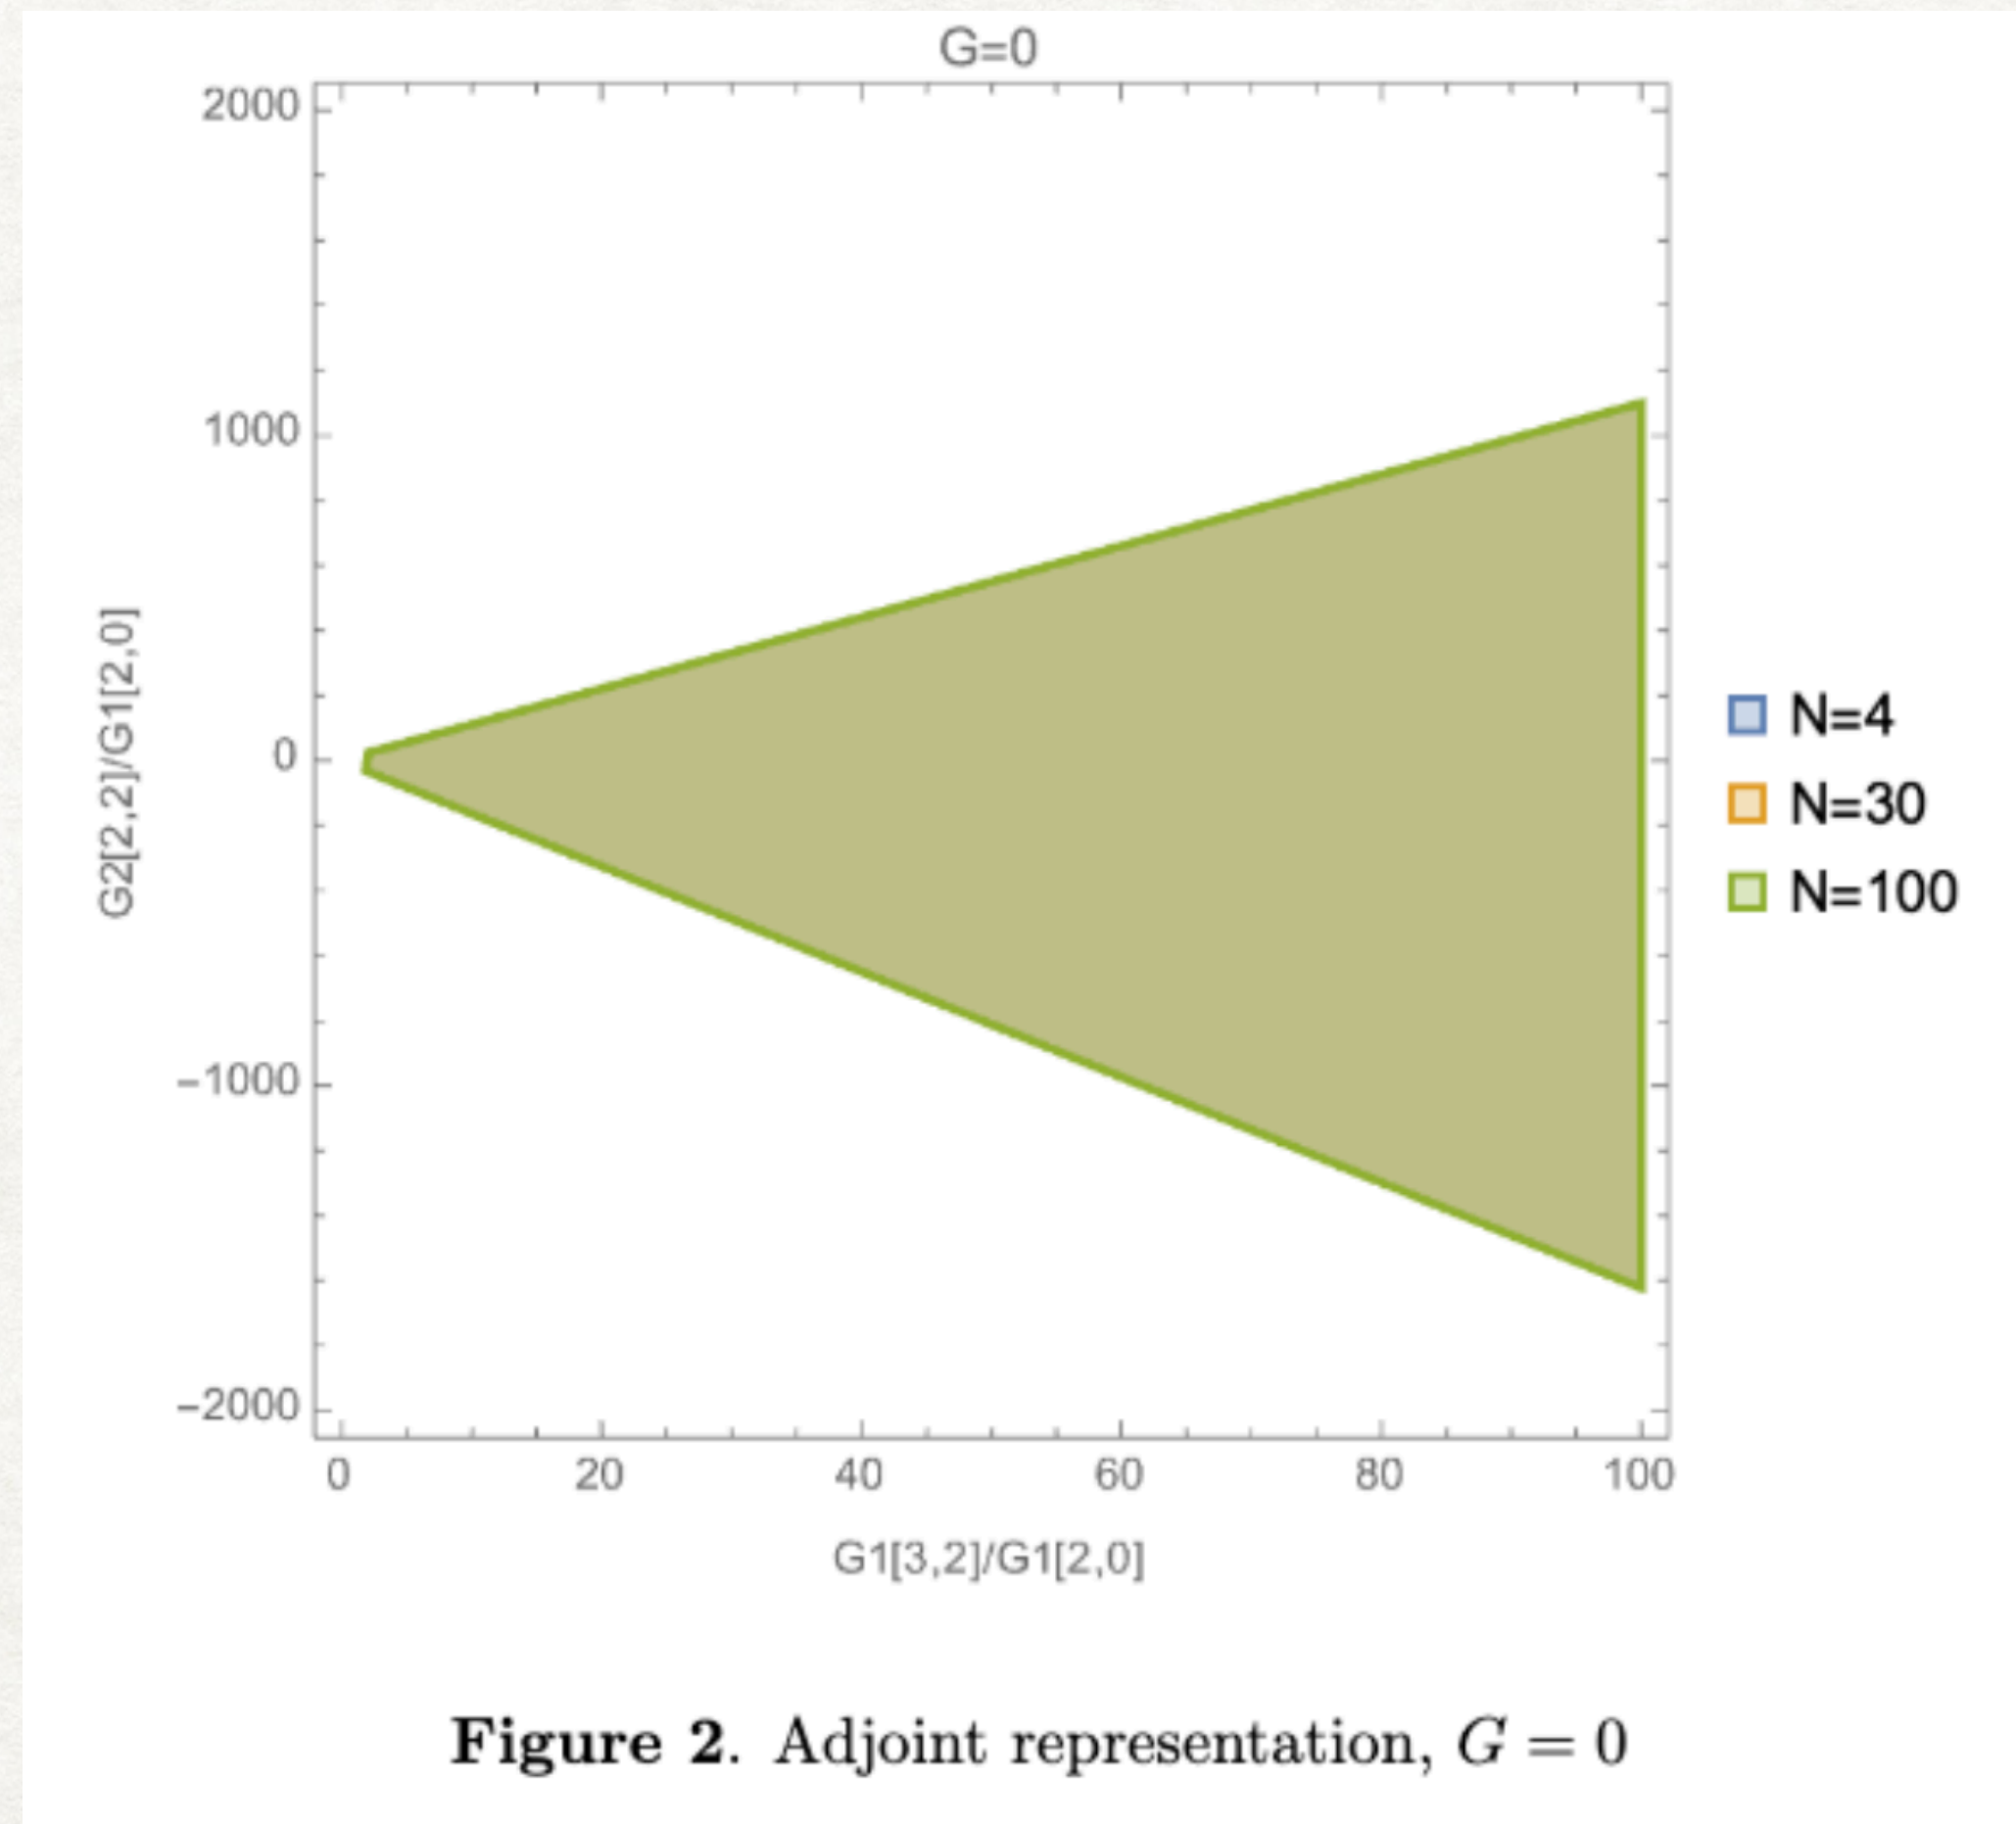 G=0
2000
1000
0
−1000
−2000
G2[2,2]/G1[2,0]
0 20 40 60 80 100
G1[3,2]/G1[2,0]
N=4
N=30
N=100
Figure 2. Adjoint representation, G = 0